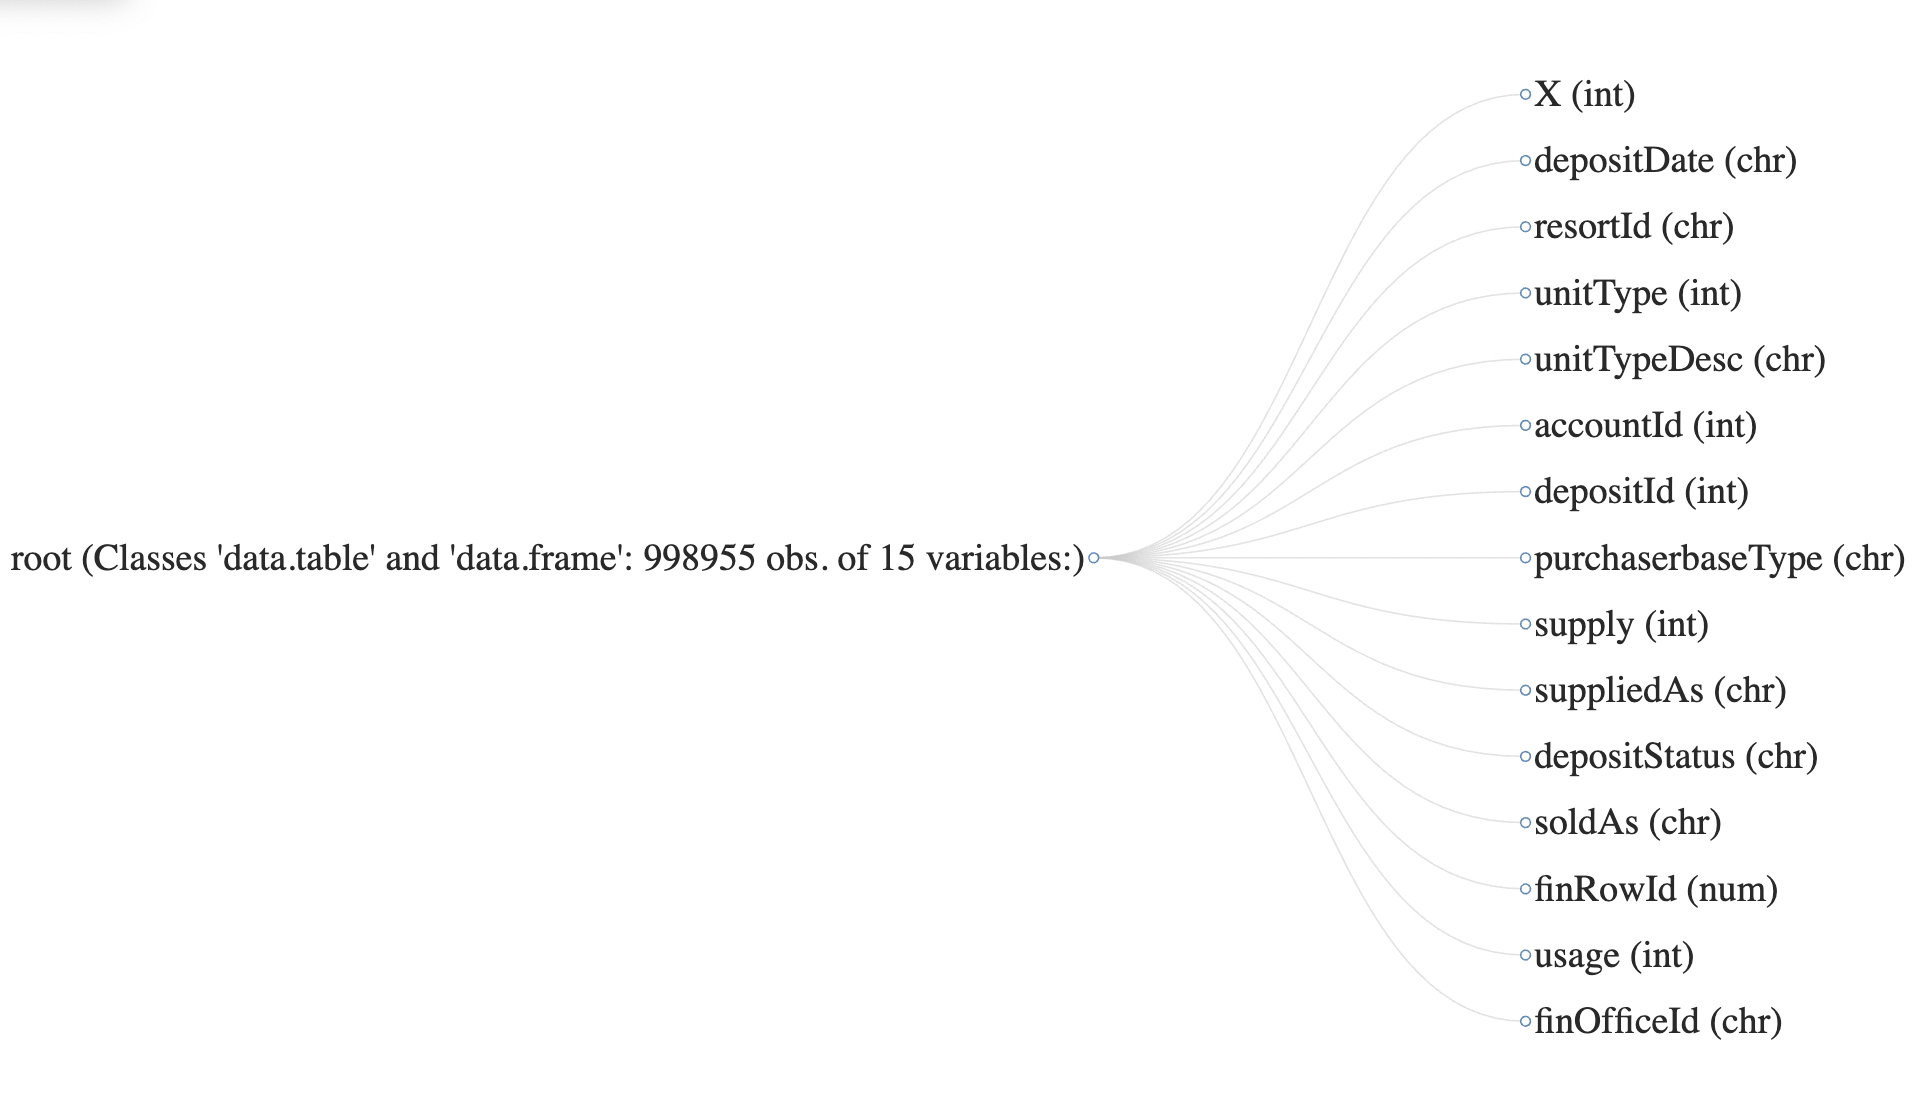 X (int)
depositDate (chr)
resortId (chr)
unitType (int)
unitTypeDesc (chr)
accountId (int)
depositId (int)
root (Classes 'data.table' and 'data.frame': 998955 obs. of 15 variables:)
purchaserbaseType (chr)
supply (int)
suppliedAs (chr)
depositStatus (chr)
soldAs (chr)
finRowId (num)
usage (int)
finOfficeId (chr)